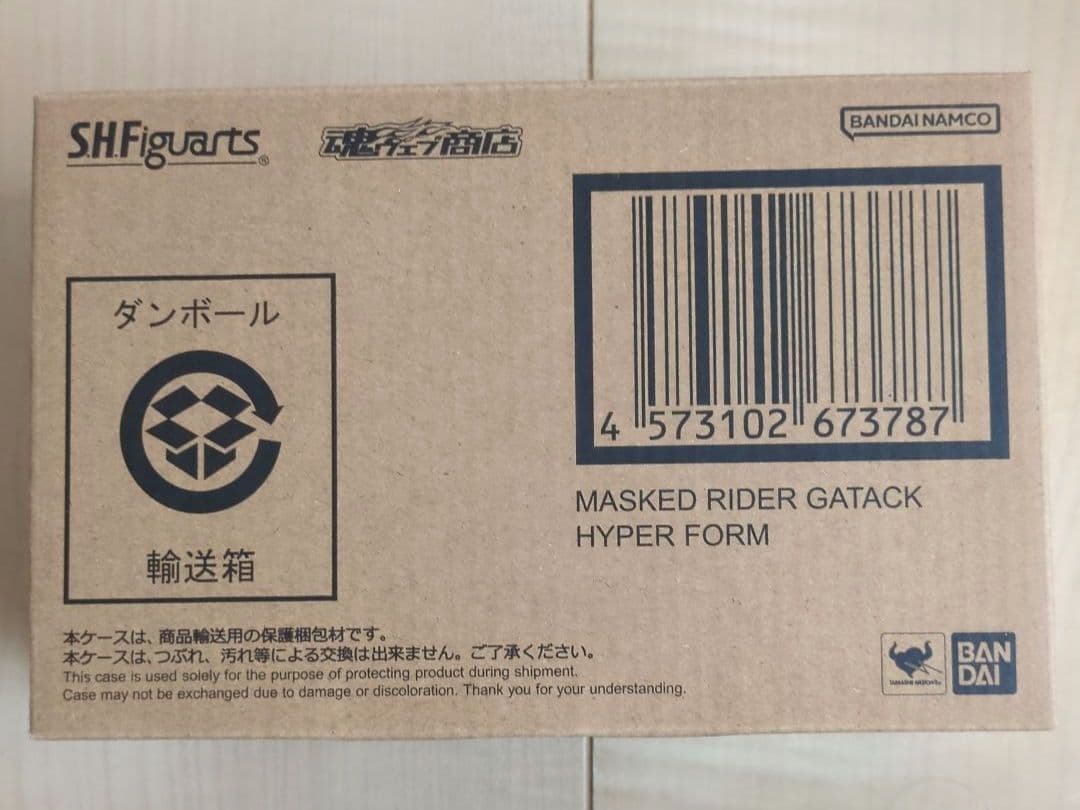 S.H.Figuarts®
魂ウェブ商店
BANDAI NAMCO
4 573102 673787
MASKED RIDER GATACK
HYPER FORM
ダンボール
輸送箱
本ケースは、商品輸送用の保護梱包材です。
本ケースは、つぶれ、汚れ等による交換は出来ません。ご了承ください。
This case is used solely for the purpose of protecting product during shipment.
Case may not be exchanged due to damage or discoloration. Thank you for your understanding.
TAMASHII NATIONS
BAN
DAI